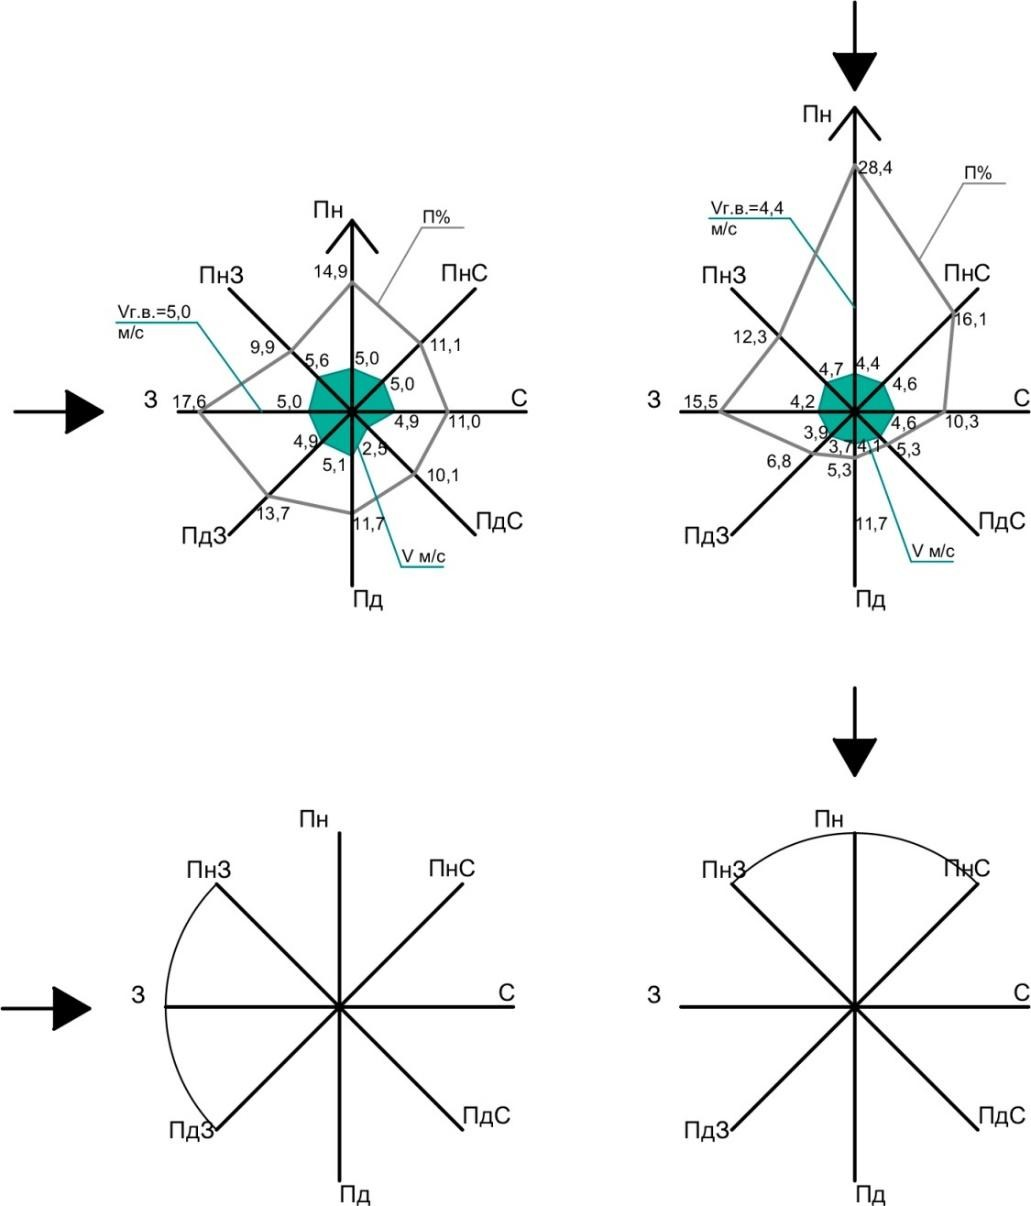 Пн
П%
ПнЗ
14,9
ПнС
Vг.в.=5,0
м/с
9,9
11,1
5,6
5,0
5,0
З
17,6
5,0
4,9
11,0
С
4,9
5,1
2,5
10,1
13,7
11,7
ПдЗ
ПдС
V м/с
Пд
Пн
28,4
П%
Vг.в.=4,4
м/с
ПнЗ
ПнС
16,1
12,3
4,7
4,4
4,6
З
15,5
4,2
4,6
10,3
С
3,9
3,7
4,1
5,3
6,8
5,3
11,7
ПдЗ
ПдС
V м/с
Пд
Пн
ПнЗ
ПнС
З
С
ПдЗ
ПдС
Пд
Пн
ПнЗ
ПнС
З
С
ПдЗ
ПдС
Пд